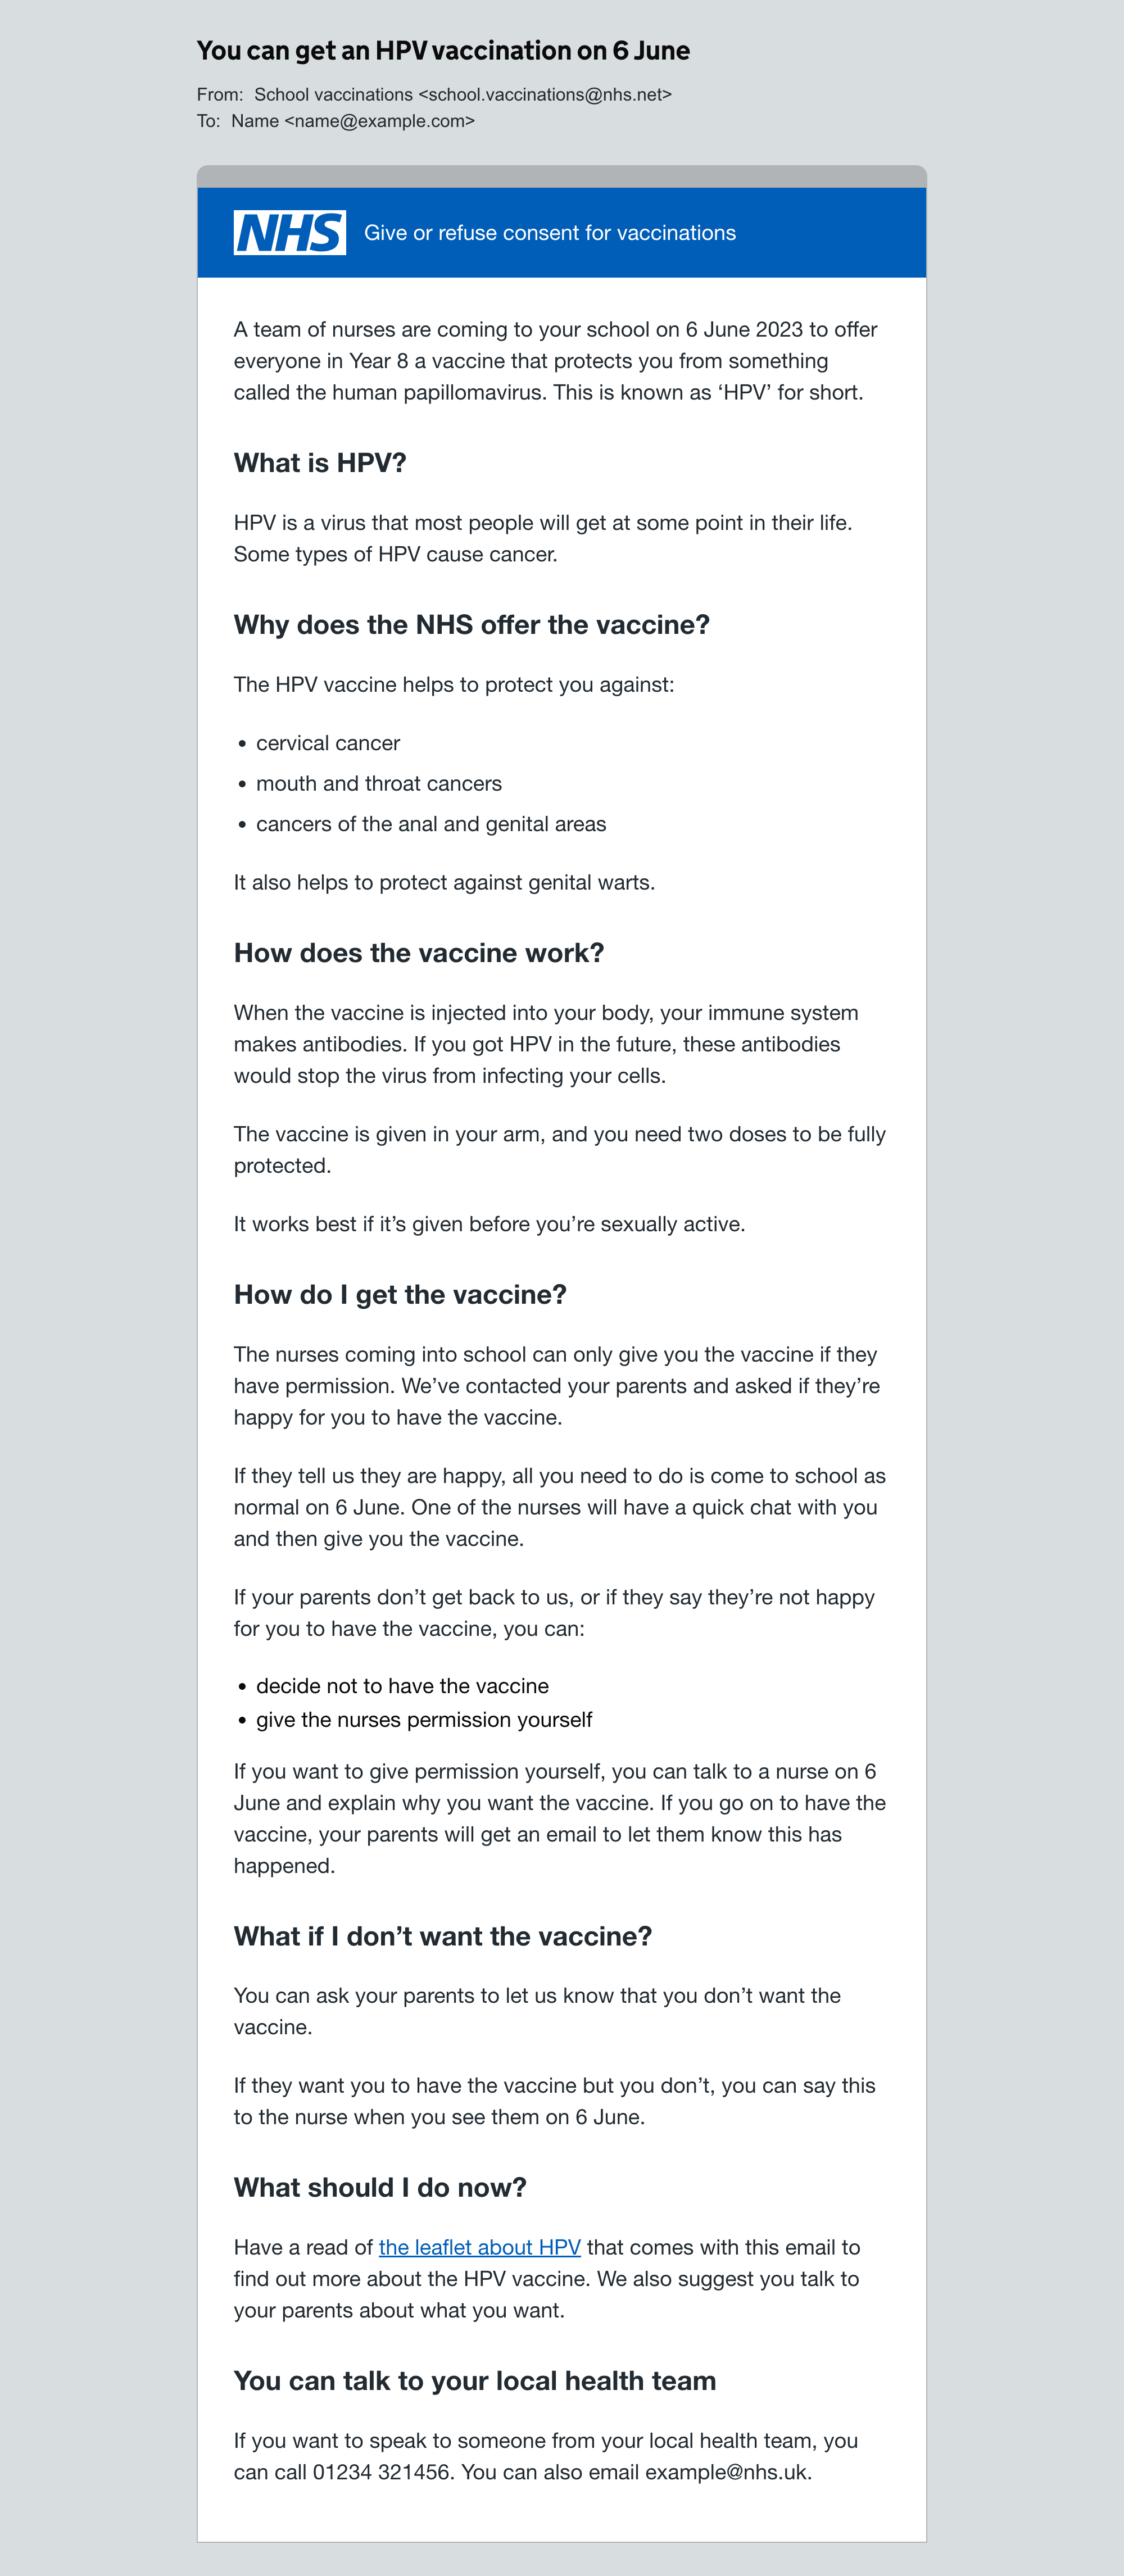 You can get an HPV vaccination on 6 June
From: School vaccinations <school.vaccinations@nhs.net>
To: Name <name@example.com>
NHS Give or refuse consent for vaccinations
A team of nurses are coming to your school on 6 June 2023 to offer
everyone in Year 8 a vaccine that protects you from something
called the human papillomavirus. This is known as ‘HPV’ for short.
What is HPV?
HPV is a virus that most people will get at some point in their life.
Some types of HPV cause cancer.
Why does the NHS offer the vaccine?
The HPV vaccine helps to protect you against:
• cervical cancer
• mouth and throat cancers
• cancers of the anal and genital areas
It also helps to protect against genital warts.
How does the vaccine work?
When the vaccine is injected into your body, your immune system
makes antibodies. If you got HPV in the future, these antibodies
would stop the virus from infecting your cells.
The vaccine is given in your arm, and you need two doses to be fully
protected.
It works best if it’s given before you’re sexually active.
How do I get the vaccine?
The nurses coming into school can only give you the vaccine if they
have permission. We’ve contacted your parents and asked if they’re
happy for you to have the vaccine.
If they tell us they are happy, all you need to do is come to school as
normal on 6 June. One of the nurses will have a quick chat with you
and then give you the vaccine.
If your parents don’t get back to us, or if they say they’re not happy
for you to have the vaccine, you can:
• decide not to have the vaccine
• give the nurses permission yourself
If you want to give permission yourself, you can talk to a nurse on 6
June and explain why you want the vaccine. If you go on to have the
vaccine, your parents will get an email to let them know this has
happened.
What if I don’t want the vaccine?
You can ask your parents to let us know that you don’t want the
vaccine.
If they want you to have the vaccine but you don’t, you can say this
to the nurse when you see them on 6 June.
What should I do now?
Have a read of the leaflet about HPV that comes with this email to
find out more about the HPV vaccine. We also suggest you talk to
your parents about what you want.
You can talk to your local health team
If you want to speak to someone from your local health team, you
can call 01234 321456. You can also email example@nhs.uk.